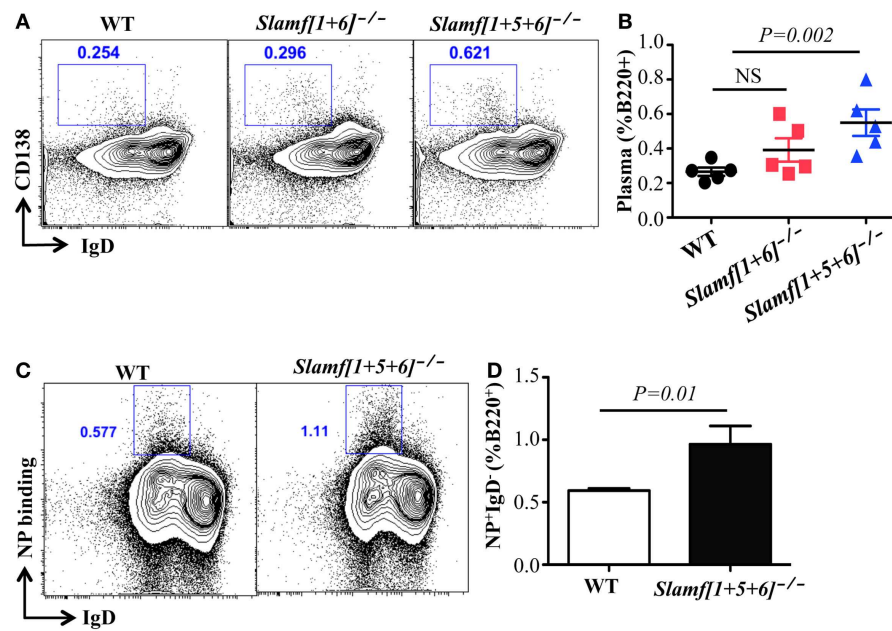 A
WT
Slamf[1+6]−/−
Slamf[1+5+6]−/−
0.254
0.296
0.621
CD138
IgD
B
P=0.002
NS
1.0
0.8
0.6
0.4
0.2
0.0
Plasma (%B220+)
WT
Slamf[1+6]−/−
Slamf[1+5+6]−/−
C
WT
Slamf[1+5+6]−/−
0.577
1.11
NP binding
IgD
D
P=0.01
1.5
1.0
0.5
0.0
NP+IgD- (%B220+)
WT
Slamf[1+5+6]−/−